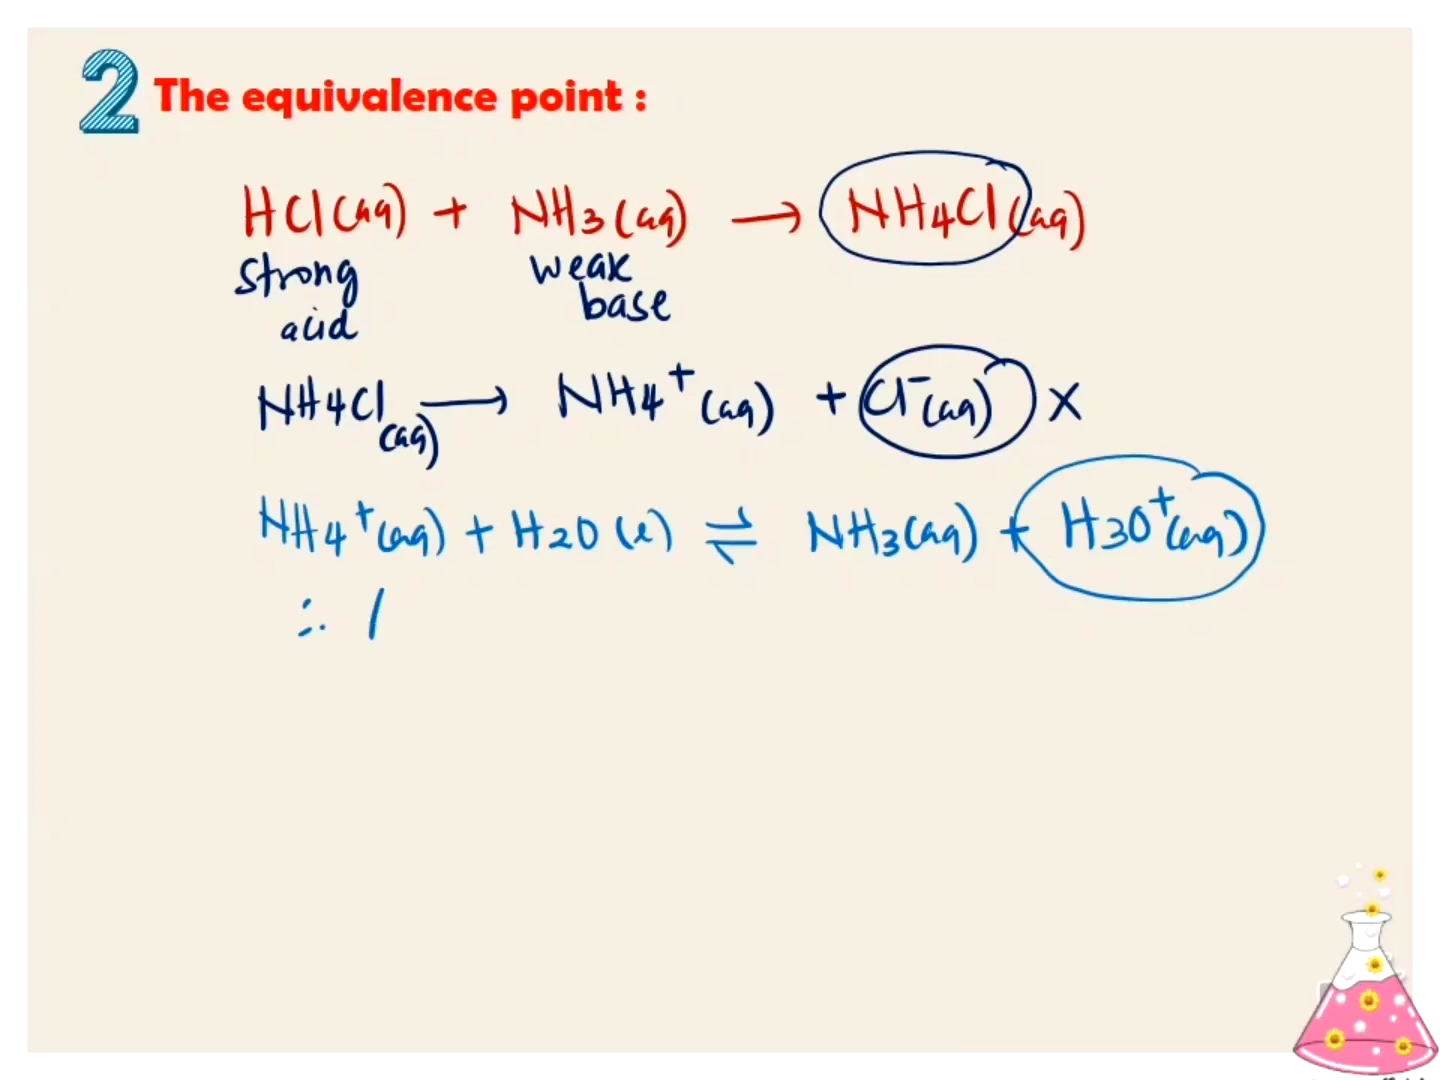 2 The equivalence point :
HCl(aq) + NH3(aq) → NH4Cl(aq)
strong weak
acid base
NH4Cl(aq) → NH4+(aq) + Cl-(aq) x
NH4+(aq) + H2O(l) ⇌ NH3(aq) + H3O+(aq)
∴